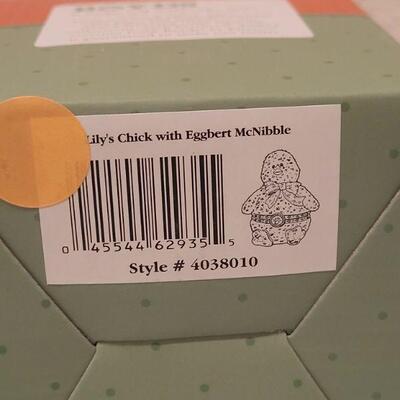 Lily's Chick with Eggbert McNibble
0 45544 62935 5
Style # 4038010